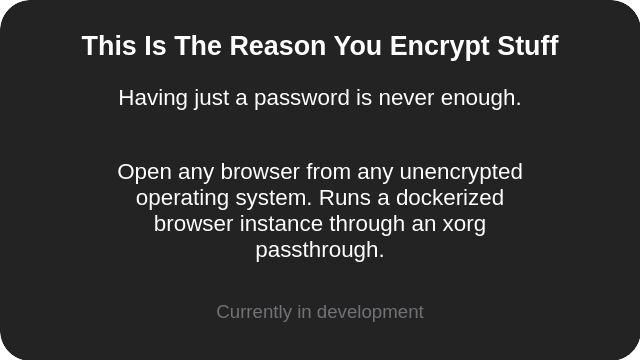 This Is The Reason You Encrypt Stuff
Having just a password is never enough.
Open any browser from any unencrypted
operating system. Runs a dockerized
browser instance through an xorg
passthrough.
Currently in development